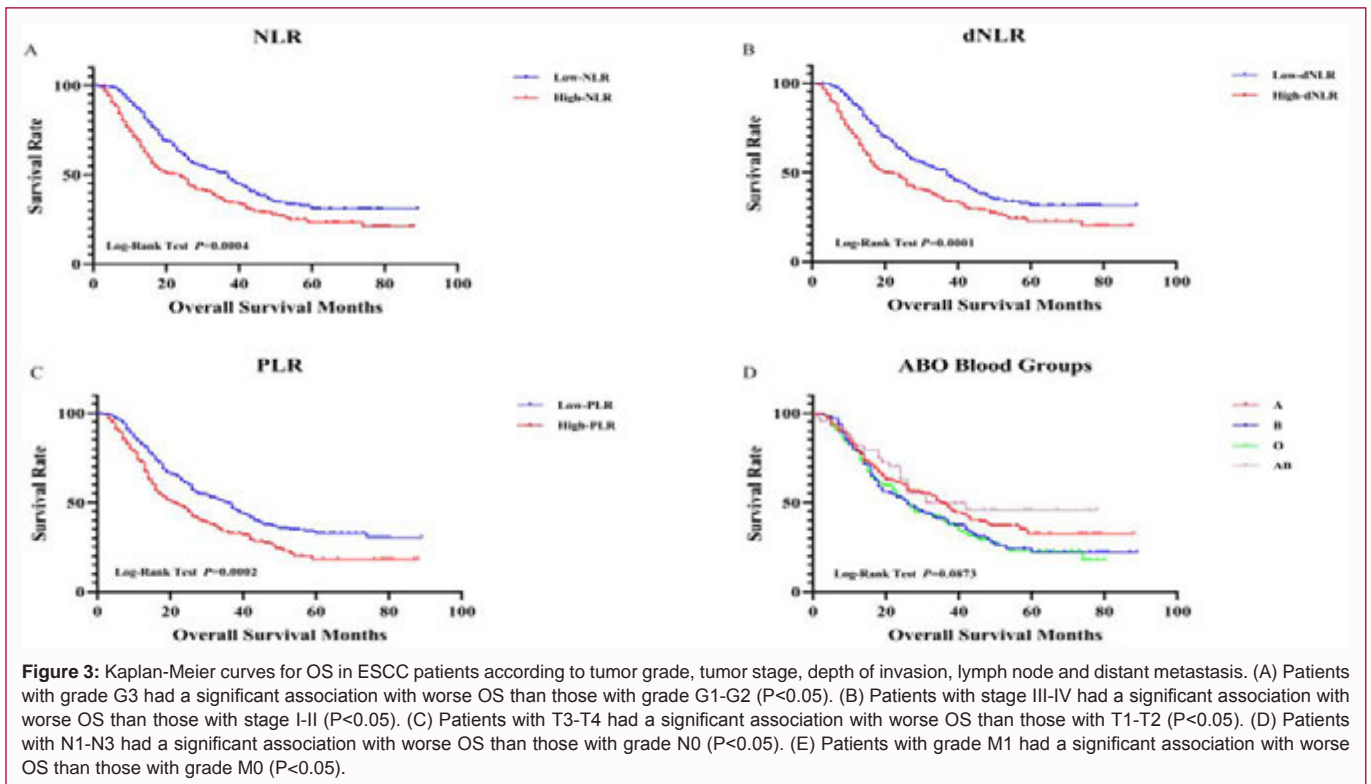 A
NLR
Low-NLR
High-NLR
100
50
0
Survival Rate
Log-Rank Test P=0.0004
0 20 40 60 80 100
Overall Survival Months
B
dNLR
Low-dNLR
High-dNLR
100
50
0
Survival Rate
Log-Rank Test P=0.0001
0 20 40 60 80 100
Overall Survival Months
C
PLR
Low-PLR
High-PLR
100
50
0
Survival Rate
Log-Rank Test P=0.0002
0 20 40 60 80 100
Overall Survival Months
D
ABO Blood Groups
A
B
O
AB
100
50
0
Survival Rate
Log-Rank Test P=0.0873
0 20 40 60 80 100
Overall Survival Months
Figure 3: Kaplan-Meier curves for OS in ESCC patients according to tumor grade, tumor stage, depth of invasion, lymph node and distant metastasis. (A) Patients
with grade G3 had a significant association with worse OS than those with grade G1-G2 (P<0.05). (B) Patients with stage III-IV had a significant association with
worse OS than those with stage I-II (P<0.05). (C) Patients with T3-T4 had a significant association with worse OS than those with T1-T2 (P<0.05). (D) Patients
with N1-N3 had a significant association with worse OS than those with grade N0 (P<0.05). (E) Patients with grade M1 had a significant association with worse
OS than those with grade M0 (P<0.05).